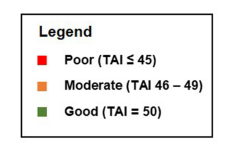 Legend
Poor (TAI ≤ 45)
Moderate (TAI 46 – 49)
Good (TAI = 50)